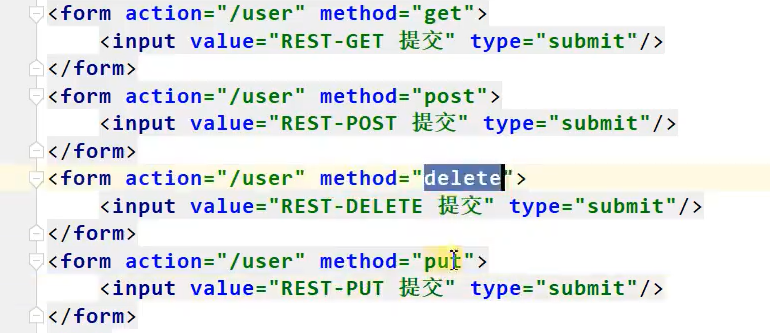 <form action="/user" method="get">
<input value="REST-GET 提交" type="submit"/>
</form>
<form action="/user" method="post">
<input value="REST-POST 提交" type="submit"/>
</form>
<form action="/user" method="delete">
<input value="REST-DELETE 提交" type="submit"/>
</form>
<form action="/user" method="put">
<input value="REST-PUT 提交" type="submit"/>
</form>